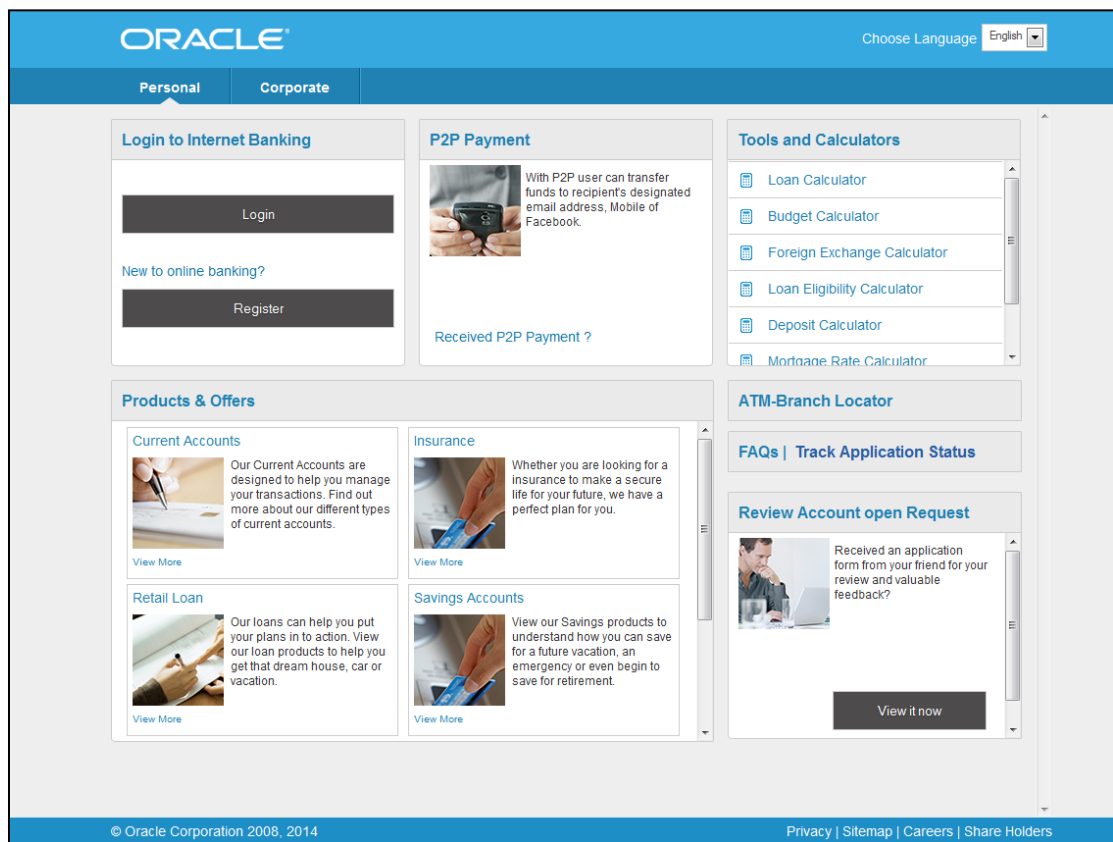 ORACLE
Choose Language English
Personal Corporate
Login to Internet Banking
Login
New to online banking?
Register
P2P Payment
With P2P user can transfer
funds to recipient's designated
email address, Mobile of
Facebook.
Received P2P Payment ?
Tools and Calculators
Loan Calculator
Budget Calculator
Foreign Exchange Calculator
Loan Eligibility Calculator
Deposit Calculator
Mortgage Rate Calculator
Products & Offers
Current Accounts
Our Current Accounts are
designed to help you manage
your transactions. Find out
more about our different types
of current accounts.
View More
Insurance
Whether you are looking for a
insurance to make a secure
life for your future, we have a
perfect plan for you.
View More
Retail Loan
Our loans can help you put
your plans in to action. View
our loan products to help you
get that dream house, car or
vacation.
View More
Savings Accounts
View our Savings products to
understand how you can save
for a future vacation, an
emergency or even begin to
save for retirement.
View More
ATM-Branch Locator
FAQs | Track Application Status
Review Account open Request
Received an application
form from your friend for your
review and valuable
feedback?
View it now
© Oracle Corporation 2008, 2014
Privacy | Sitemap | Careers | Share Holders